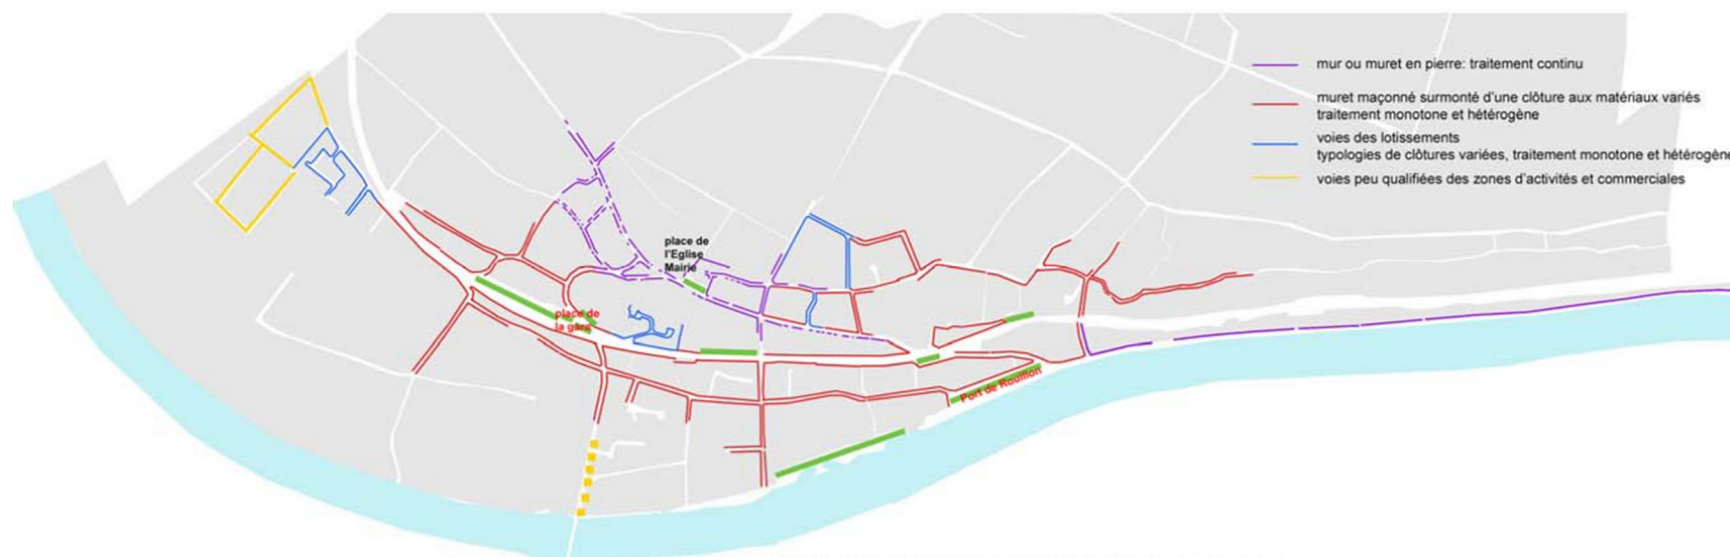 mur ou muret en pierre: traitement continu
muret maçonné surmonté d'une clôture aux matériaux variés
traitement monotone et hétérogène
voies des lotissements
typologies de clôtures variées, traitement monotone et hétérogène
voies peu qualifiées des zones d'activités et commerciales
place de
l'Eglise
Mairie
place de
la gare
Port de Rouillon